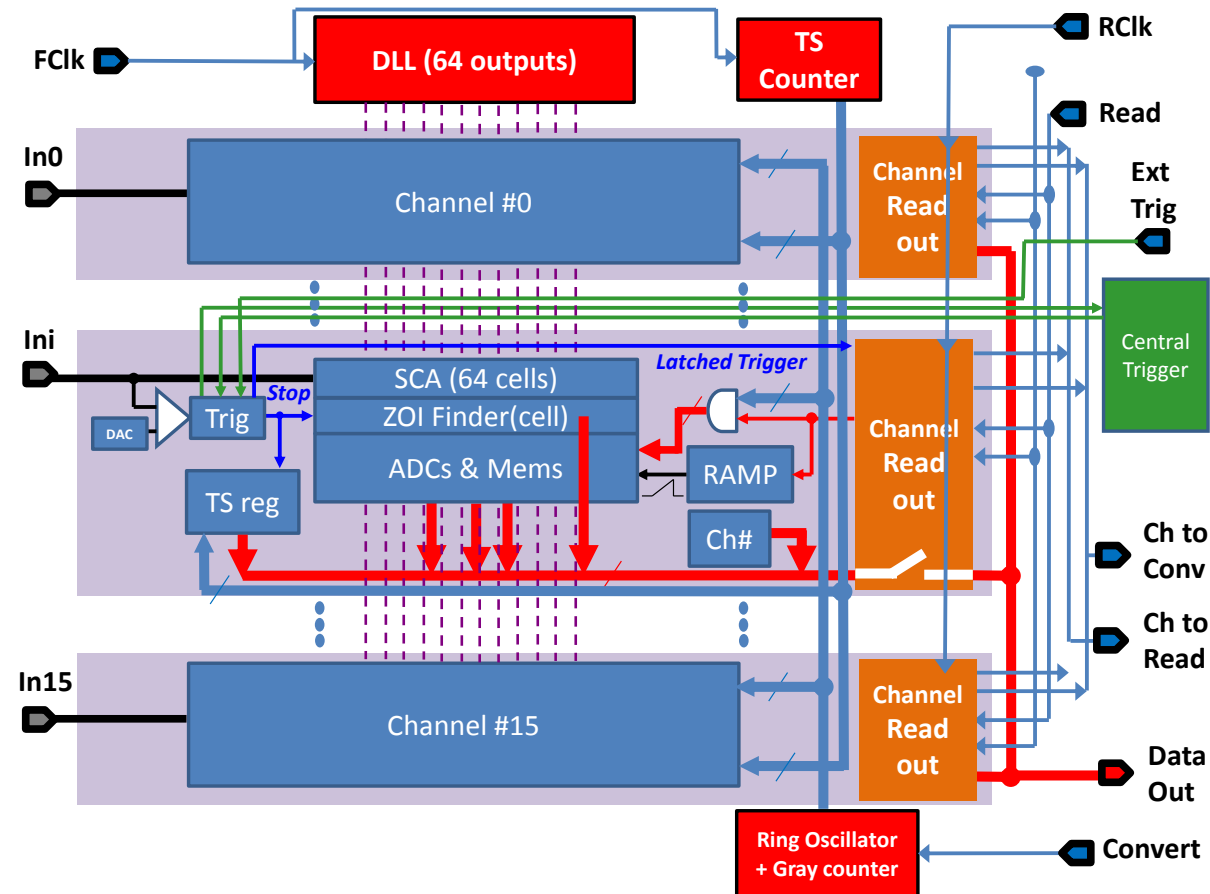 FClk
DLL (64 outputs)
TS
Counter
RClk
Read
Ext
Trig
In0
Channel #0
Channel
Read
out
Central
Trigger
Ini
Stop
Latched Trigger
SCA (64 cells)
ZOI Finder(cell)
ADCs & Mems
DAC
Trig
TS reg
RAMP
Ch#
Channel
Read
out
Ch to
Conv
Ch to
Read
In15
Channel #15
Channel
Read
out
Data
Out
Ring Oscillator
+ Gray counter
Convert